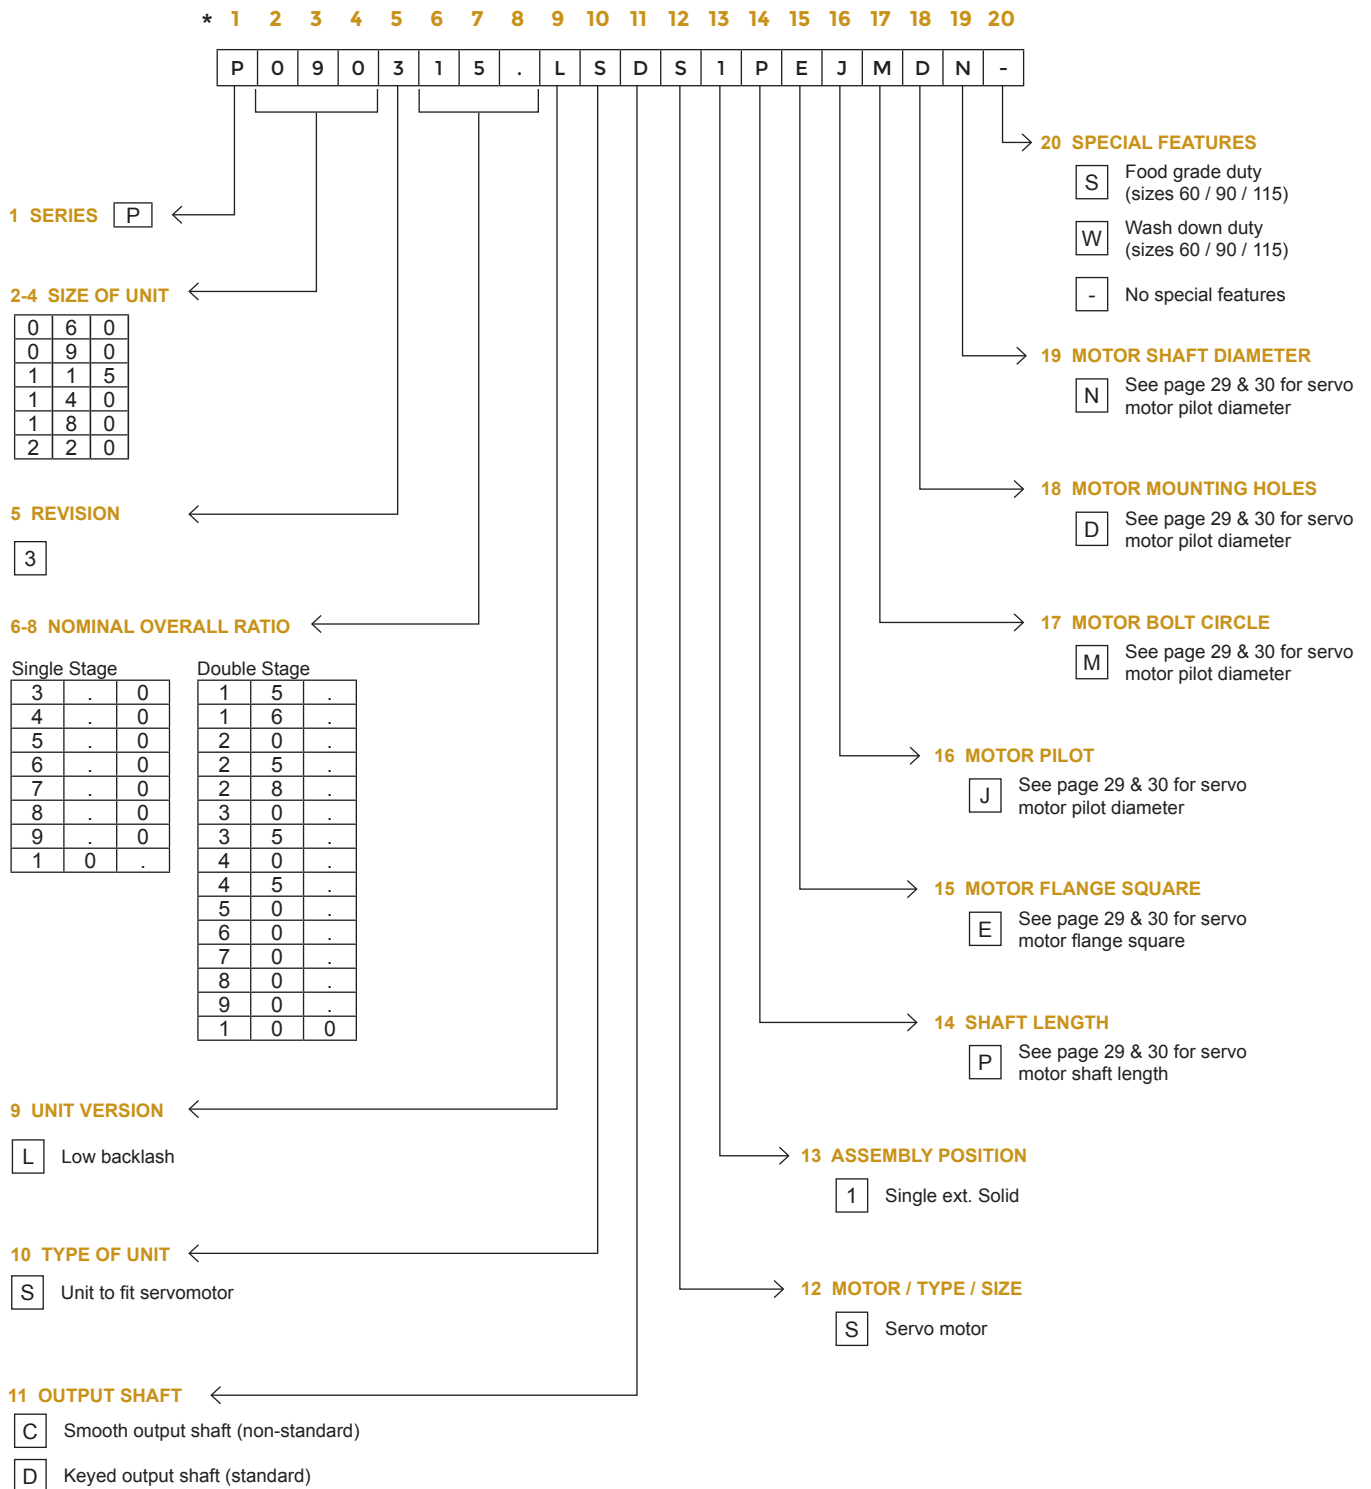 * 1 2 3 4 5 6 7 8 9 10 11 12 13 14 15 16 17 18 19 20
P 0 9 0 3 1 5 . L S D S 1 P E J M D N -
1 SERIES P
2-4 SIZE OF UNIT
0 6 0
0 9 0
1 1 5
1 4 0
1 8 0
2 2 0
5 REVISION
3
6-8 NOMINAL OVERALL RATIO
Single Stage
3 . 0
4 . 0
5 . 0
6 . 0
7 . 0
8 . 0
9 . 0
1 0 .
Double Stage
1 5 .
1 6 .
2 0 .
2 5 .
2 8 .
3 0 .
3 5 .
4 0 .
4 5 .
5 0 .
6 0 .
7 0 .
8 0 .
9 0 .
1 0 0
9 UNIT VERSION
L Low backlash
10 TYPE OF UNIT
S Unit to fit servomotor
11 OUTPUT SHAFT
C Smooth output shaft (non-standard)
D Keyed output shaft (standard)
20 SPECIAL FEATURES
S Food grade duty
(sizes 60 / 90 / 115)
W Wash down duty
(sizes 60 / 90 / 115)
- No special features
19 MOTOR SHAFT DIAMETER
N See page 29 & 30 for servo
motor pilot diameter
18 MOTOR MOUNTING HOLES
D See page 29 & 30 for servo
motor pilot diameter
17 MOTOR BOLT CIRCLE
M See page 29 & 30 for servo
motor pilot diameter
16 MOTOR PILOT
J See page 29 & 30 for servo
motor pilot diameter
15 MOTOR FLANGE SQUARE
E See page 29 & 30 for servo
motor flange square
14 SHAFT LENGTH
P See page 29 & 30 for servo
motor shaft length
13 ASSEMBLY POSITION
1 Single ext. Solid
12 MOTOR / TYPE / SIZE
S Servo motor